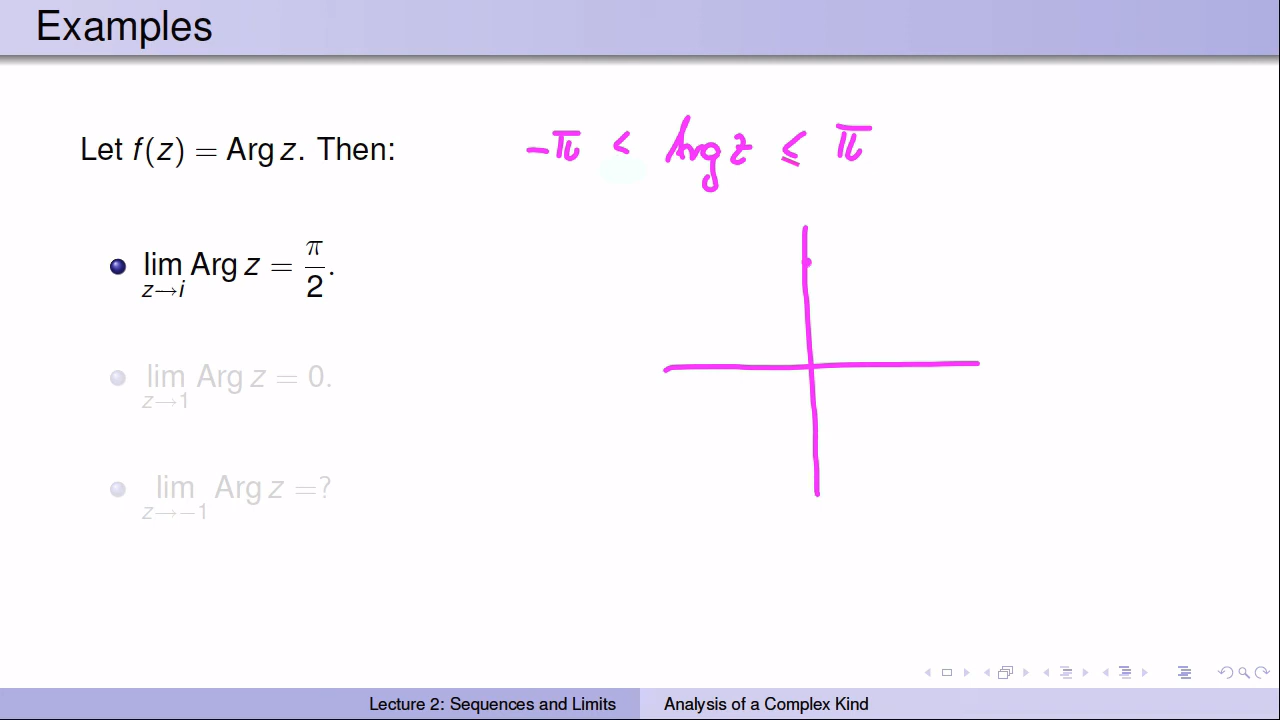 Examples
Let f(z) = Arg z. Then:
-π < Arg z ≤ π
lim_{z→i} Arg z = π/2.
lim_{z→1} Arg z = 0.
lim_{z→−1} Arg z =?
Lecture 2: Sequences and Limits
Analysis of a Complex Kind